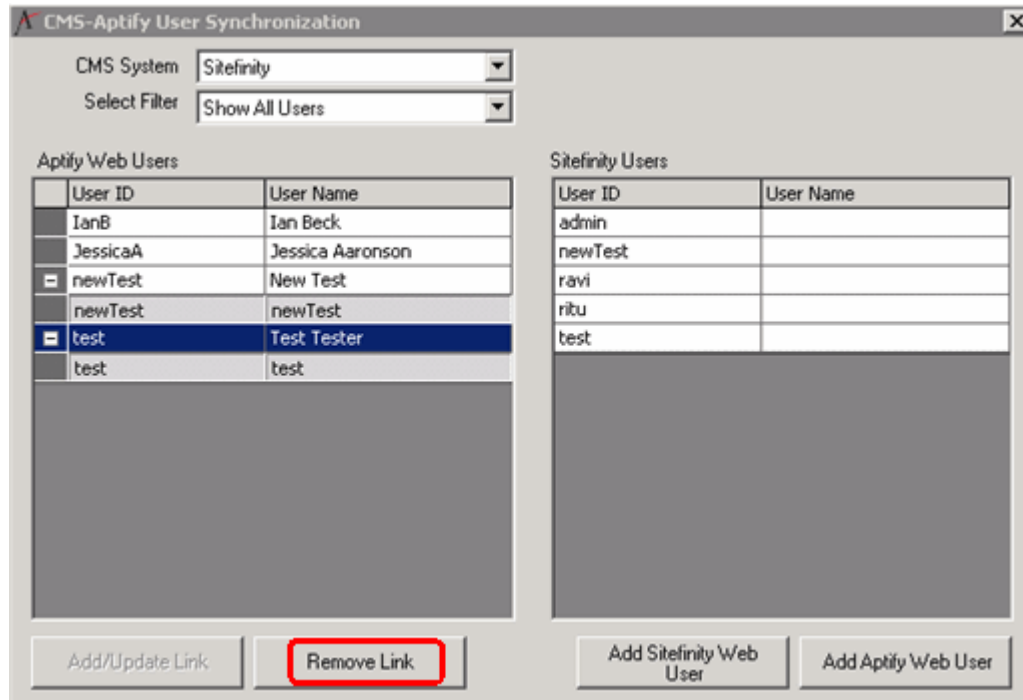 CMS-Aptify User Synchronization
CMS System Sitefinity
Select Filter Show All Users
Aptify Web Users
User ID User Name
IanB Ian Beck
JessicaA Jessica Aaronson
newTest New Test
newTest newTest
test Test Tester
test test
Sitefinity Users
User ID User Name
admin
newTest
ravi
ritu
test
Add/Update Link
Remove Link
Add Sitefinity Web
User
Add Aptify Web User